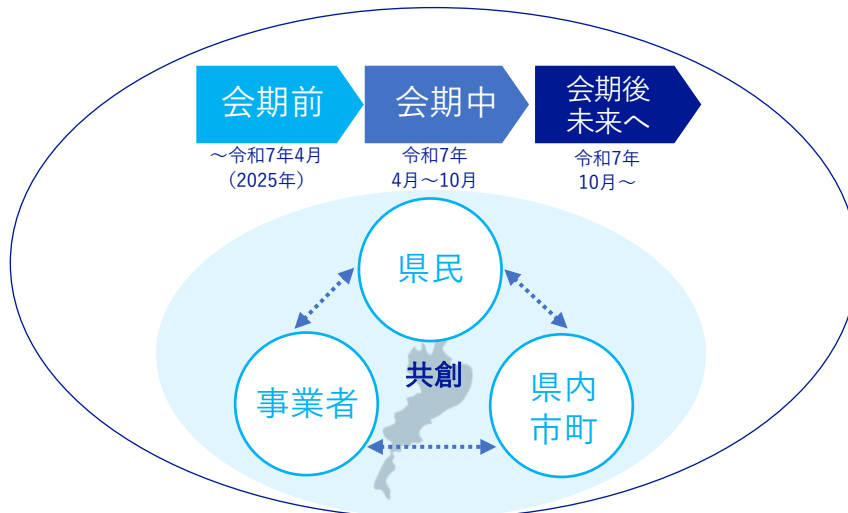 会期前
会期中
会期後
未来へ
～令和7年4月
（2025年）
令和7年
4月～10月
令和7年
10月～
県民
共創
事業者
県内
市町